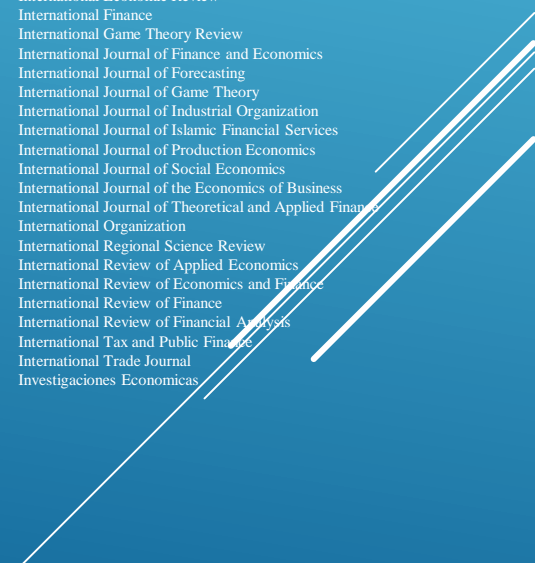 International Economic Review
International Finance
International Game Theory Review
International Journal of Finance and Economics
International Journal of Forecasting
International Journal of Game Theory
International Journal of Industrial Organization
International Journal of Islamic Financial Services
International Journal of Production Economics
International Journal of Social Economics
International Journal of the Economics of Business
International Journal of Theoretical and Applied Finance
International Organization
International Regional Science Review
International Review of Applied Economics
International Review of Economics and Finance
International Review of Finance
International Review of Financial Analysis
International Tax and Public Finance
International Trade Journal
Investigaciones Economicas